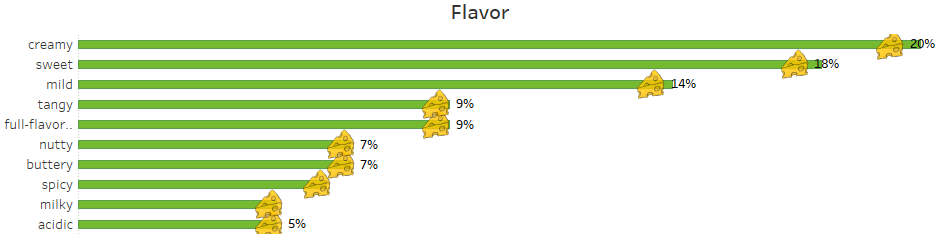 Flavor
creamy 20%
sweet 18%
mild 14%
tangy 9%
full-flavor.. 9%
nutty 7%
buttery 7%
spicy
milky
acidic 5%